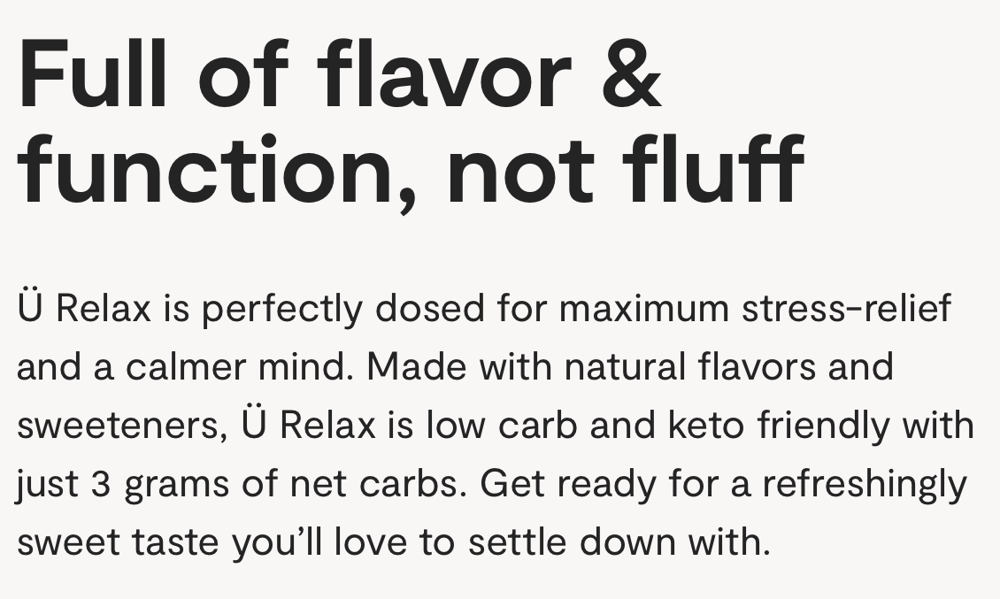 Full of flavor &
function, not fluff
Ü Relax is perfectly dosed for maximum stress-relief
and a calmer mind. Made with natural flavors and
sweeteners, Ü Relax is low carb and keto friendly with
just 3 grams of net carbs. Get ready for a refreshingly
sweet taste you’ll love to settle down with.